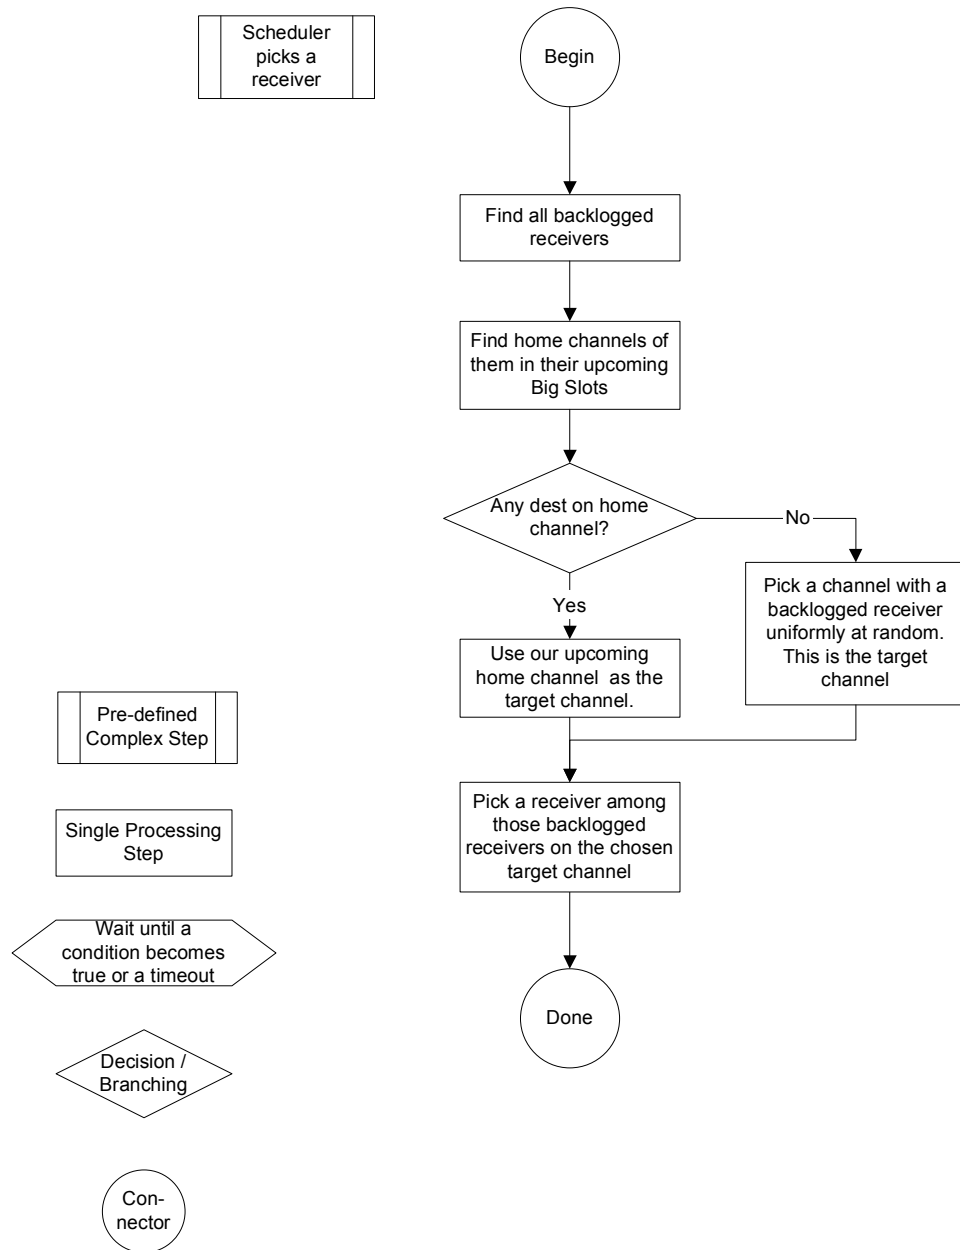 Scheduler
picks a
receiver
Begin
Find all backlogged
receivers
Find home channels of
them in their upcoming
Big Slots
Any dest on home
channel?
No
Yes
Pick a channel with a
backlogged receiver
uniformly at random.
This is the target
channel
Use our upcoming
home channel as the
target channel.
Pick a receiver among
those backlogged
receivers on the chosen
target channel
Done
Pre-defined
Complex Step
Single Processing
Step
Wait until a
condition becomes
true or a timeout
Decision /
Branching
Con-
nector